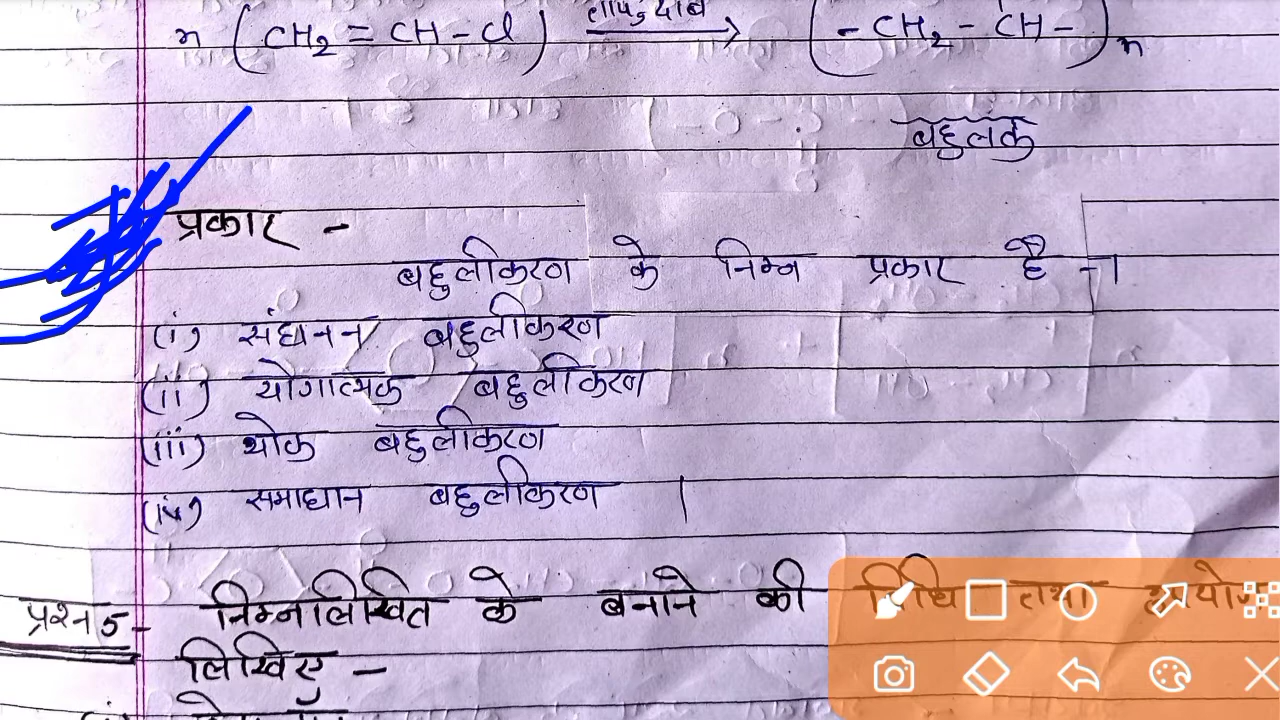 n ( CH₂ = CH - Cl ) ताप, दाब → ( - CH₂ - CH - )n
बहुलक
प्रकार -
बहुलीकरण के निम्न प्रकार है -
(i) संघनन बहुलीकरण
(ii) योगात्मक बहुलीकरण
(iii) थोक बहुलीकरण
(iv) समाधान बहुलीकरण |
प्रश्न 5 - निम्नलिखित के बनाने की विधि तथा उपयोग
लिखिए -